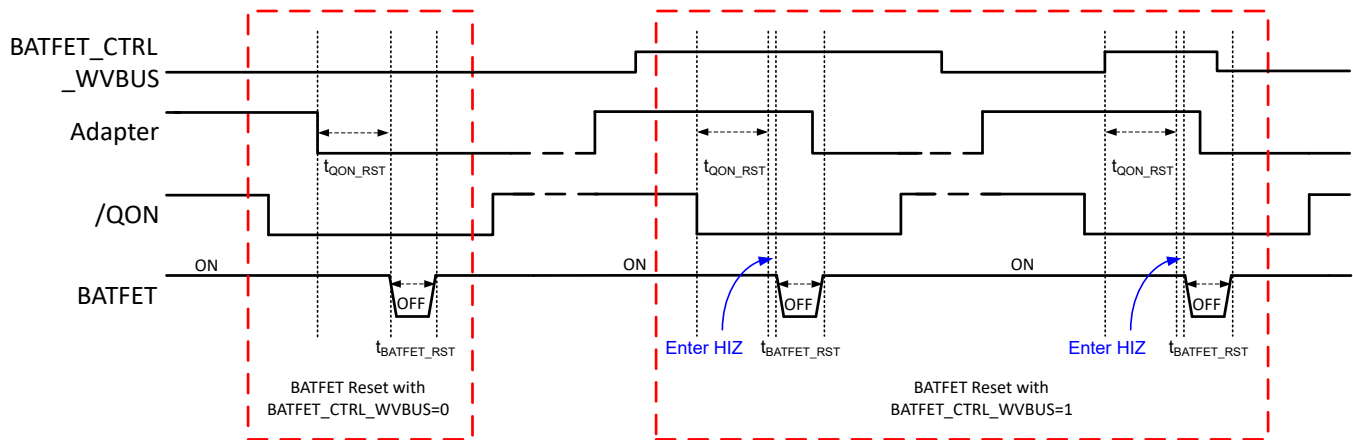 BATFET_CTRL
_WVBUS
Adapter
tQON_RST
tQON_RST
tQON_RST
/QON
ON
ON
ON
BATFET
OFF
OFF
OFF
tBATFET_RST
Enter HIZ
tBATFET_RST
Enter HIZ
tBATFET_RST
BATFET Reset with
BATFET_CTRL_WVBUS=0
BATFET Reset with
BATFET_CTRL_WVBUS=1